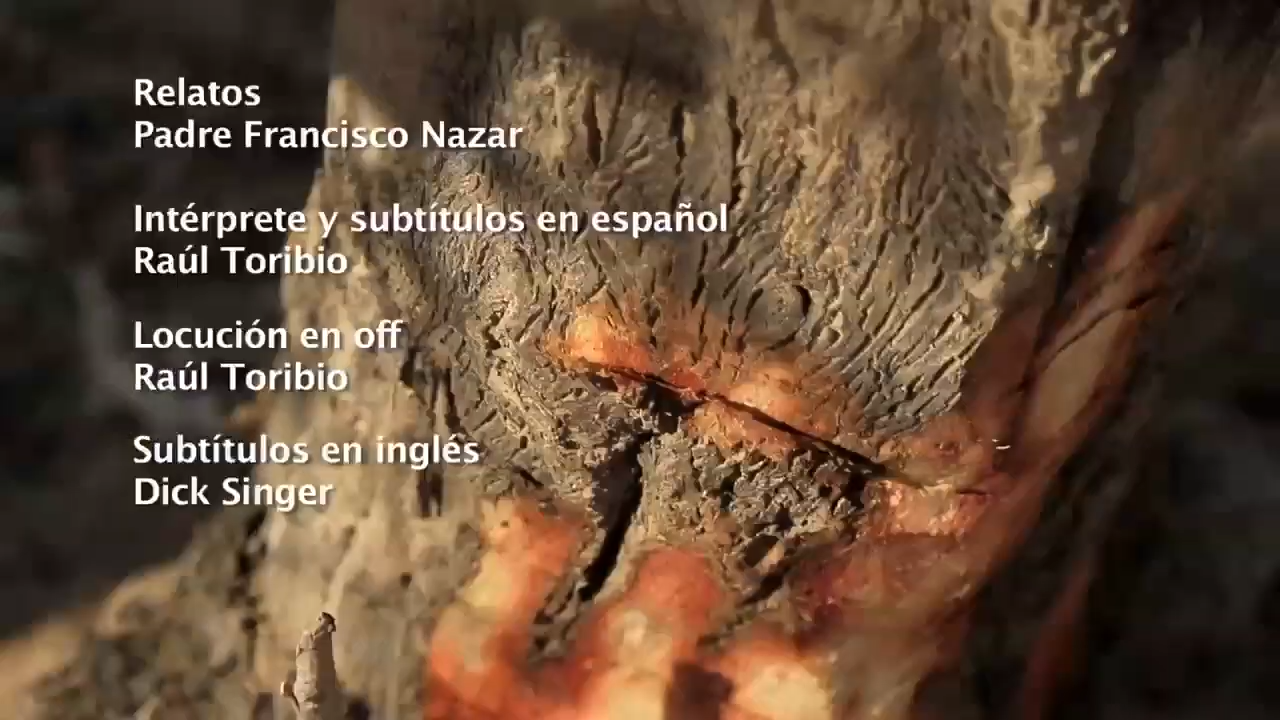 Relatos
Padre Francisco Nazar
Intérprete y subtítulos en español
Raúl Toribio
Locución en off
Raúl Toribio
Subtítulos en inglés
Dick Singer